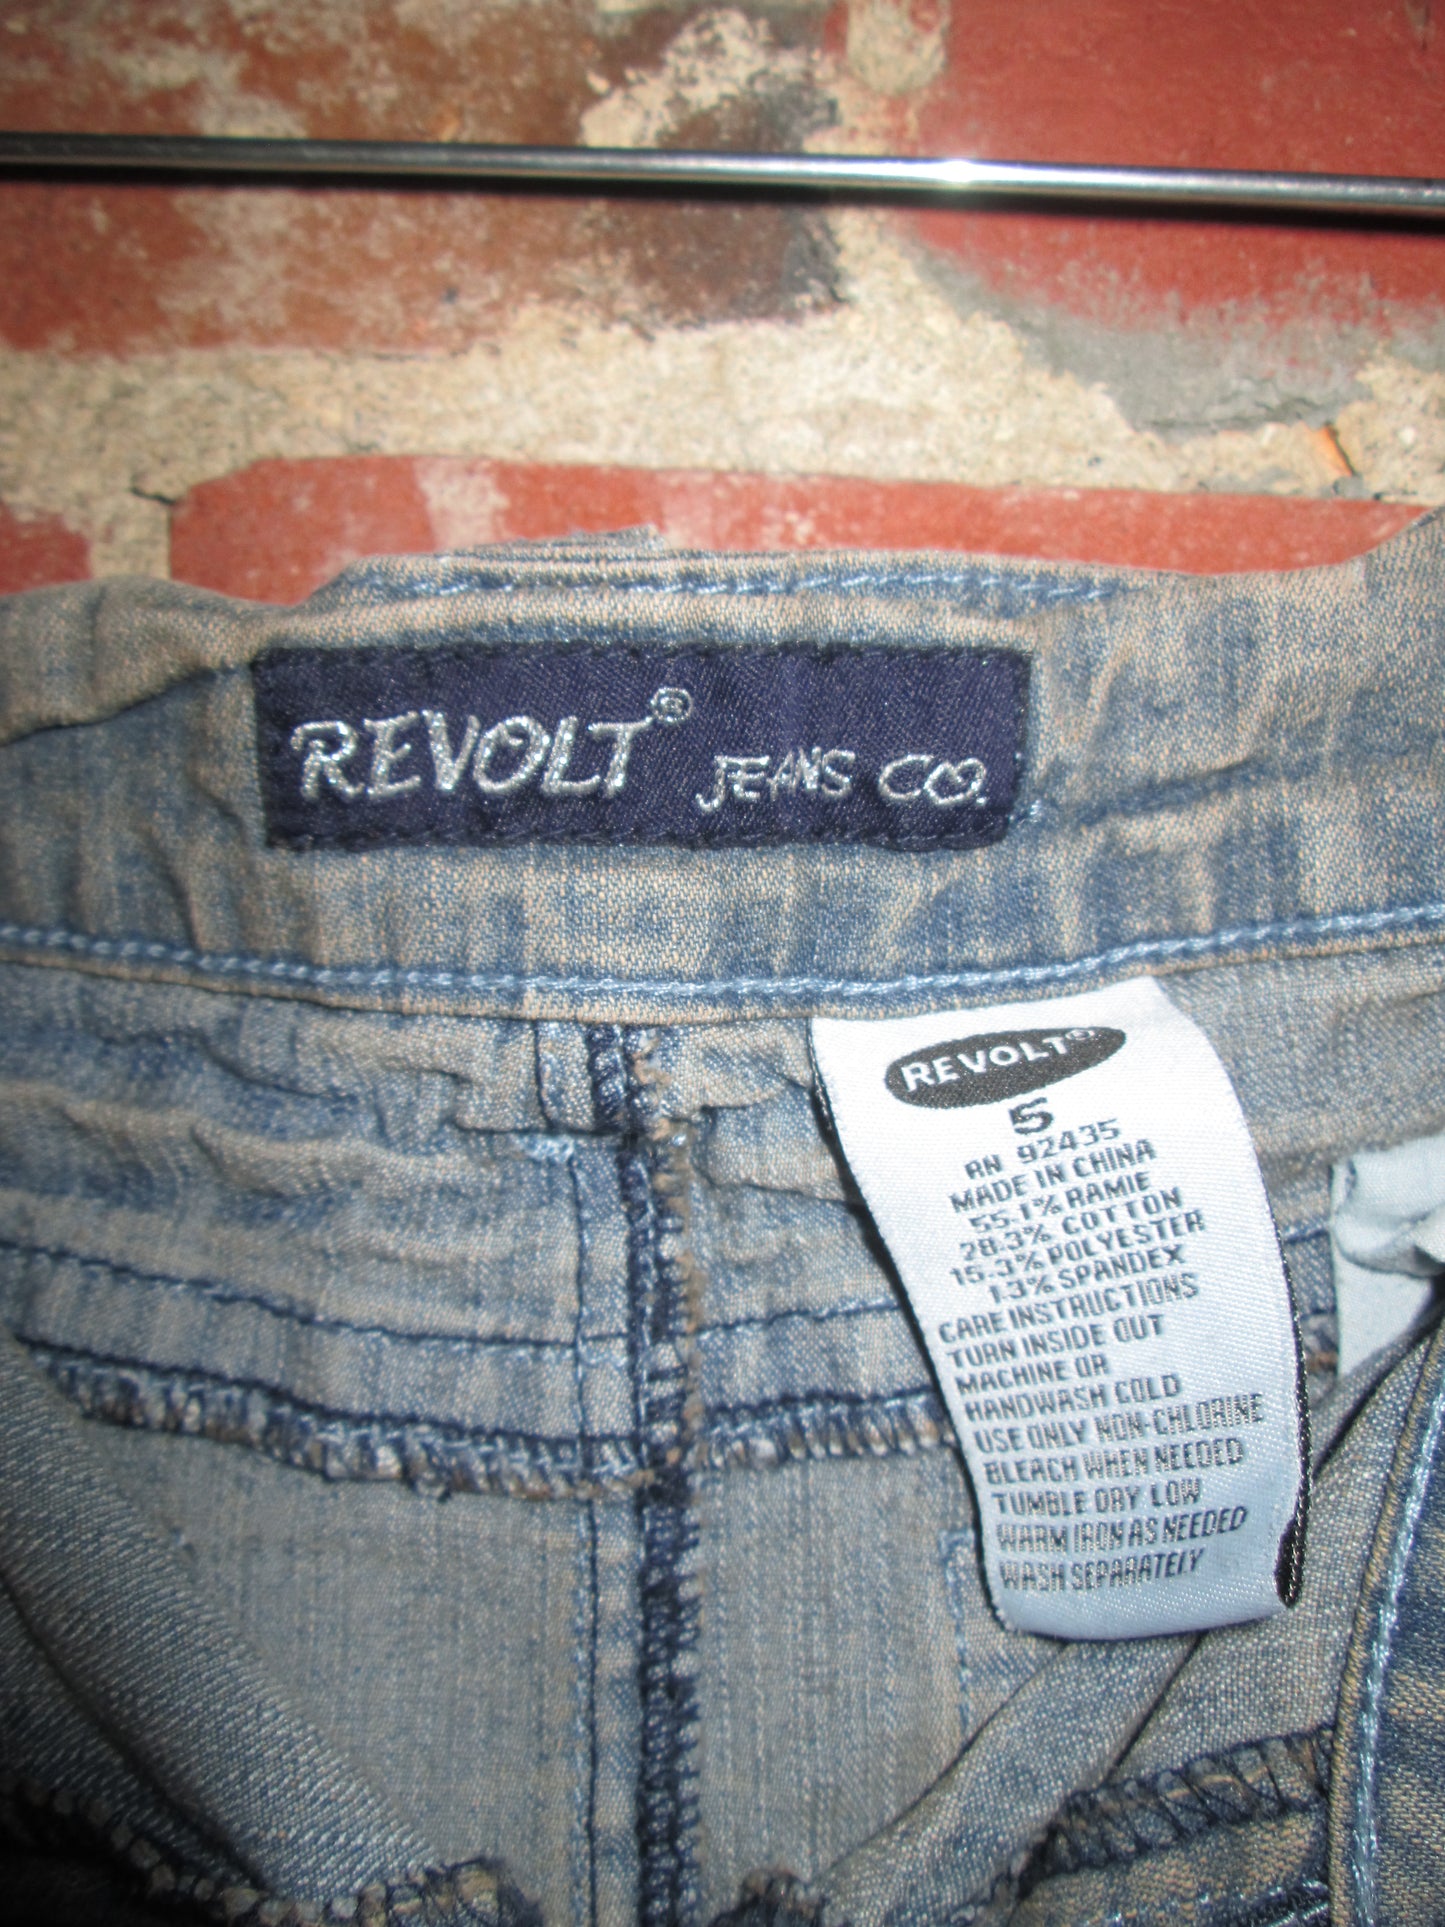 REVOLT® JEANS CO.
REVOLT®
5
RN 92435
MADE IN CHINA
55.1% RAMIE
28.3% COTTON
15.3% POLYESTER
1.3% SPANDEX
CARE INSTRUCTIONS
TURN INSIDE OUT
MACHINE OR
HANDWASH COLD
USE ONLY NON-CHLORINE
BLEACH WHEN NEEDED
TUMBLE DRY LOW
WARM IRON AS NEEDED
WASH SEPARATELY